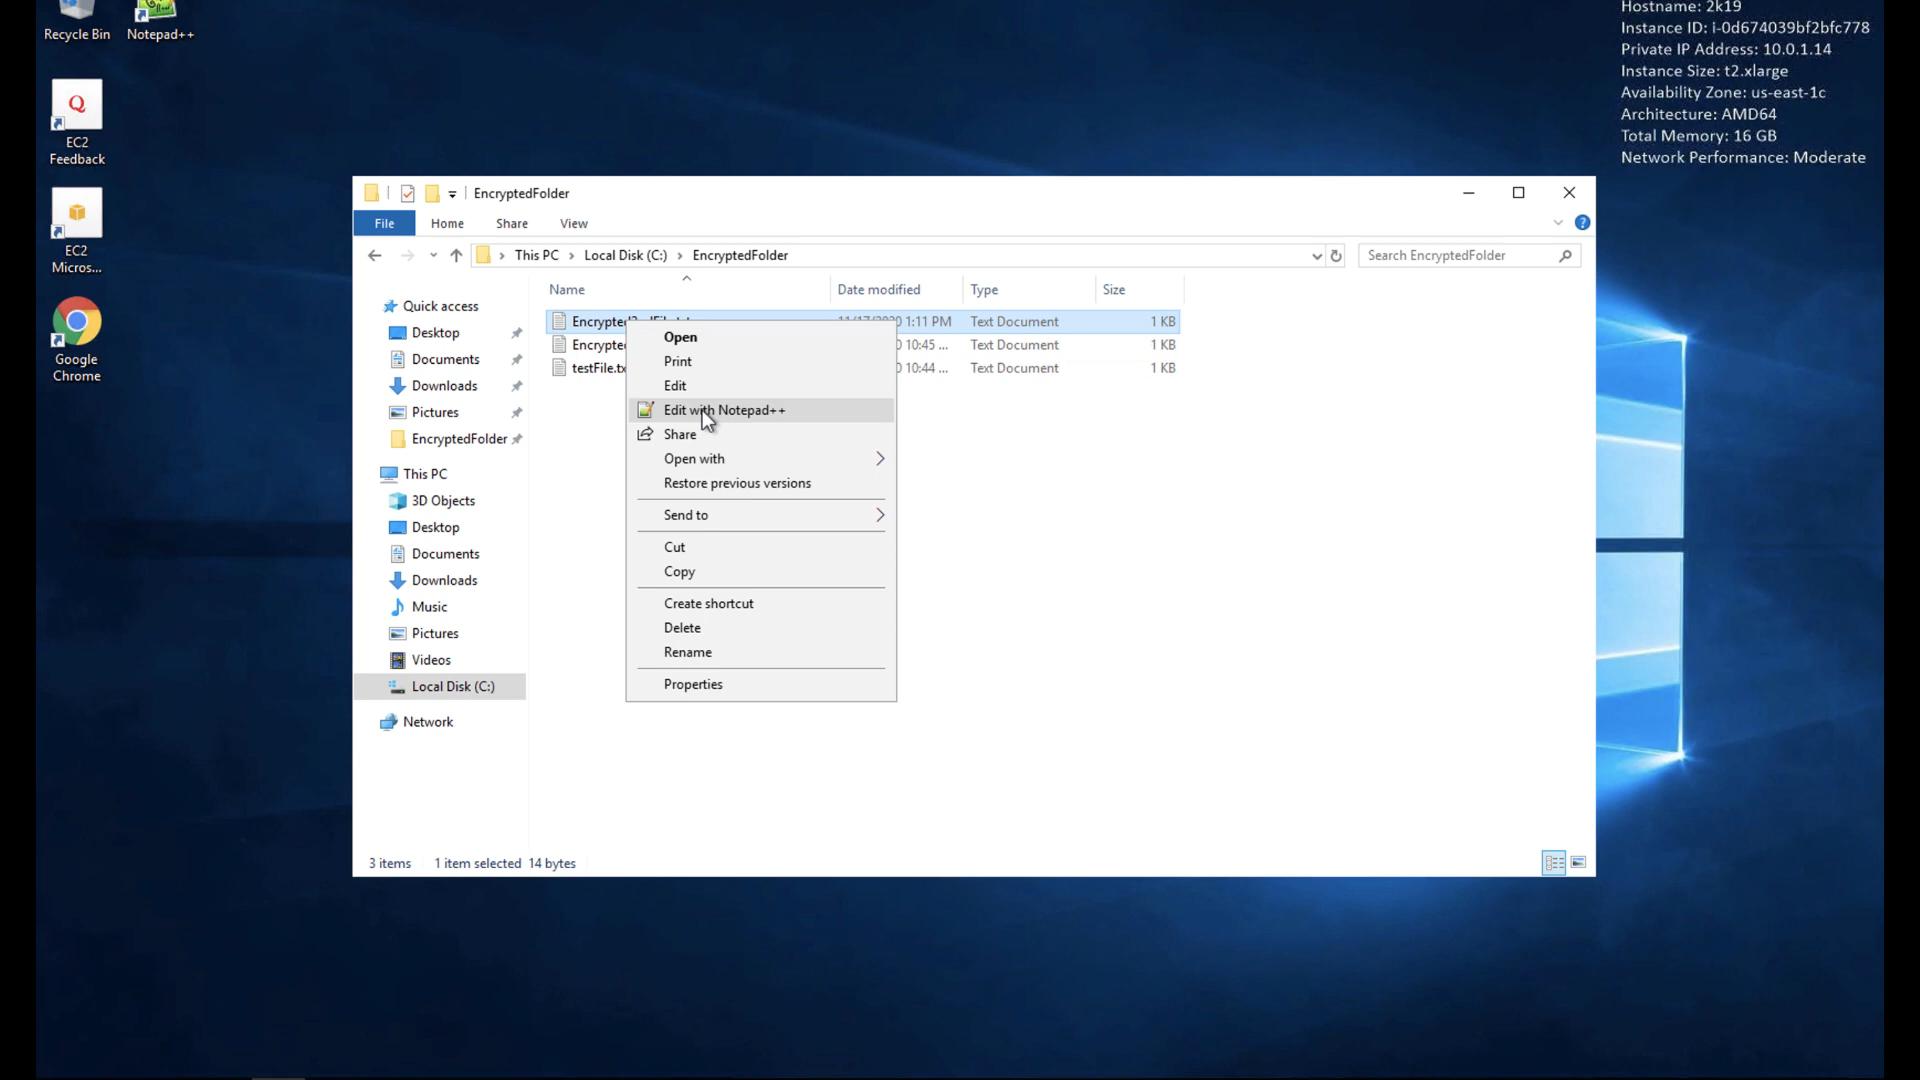 Recycle Bin
Notepad++
EC2
Feedback
EC2
Micros...
Google
Chrome
Hostname: 2k19
Instance ID: i-0d674039bf2bfc778
Private IP Address: 10.0.1.14
Instance Size: t2.xlarge
Availability Zone: us-east-1c
Architecture: AMD64
Total Memory: 16 GB
Network Performance: Moderate
EncryptedFolder
File Home Share View
This PC Local Disk (C:) EncryptedFolder
Search EncryptedFolder
Name Date modified Type Size
1:11 PM Text Document 1 KB
10:45 ... Text Document 1 KB
10:44 ... Text Document 1 KB
Quick access
Desktop
Documents
Downloads
Pictures
EncryptedFolder
This PC
3D Objects
Desktop
Documents
Downloads
Music
Pictures
Videos
Local Disk (C:)
Network
Open
Print
Edit
Edit with Notepad++
Share
Open with
Restore previous versions
Send to
Cut
Copy
Create shortcut
Delete
Rename
Properties
3 items 1 item selected 14 bytes